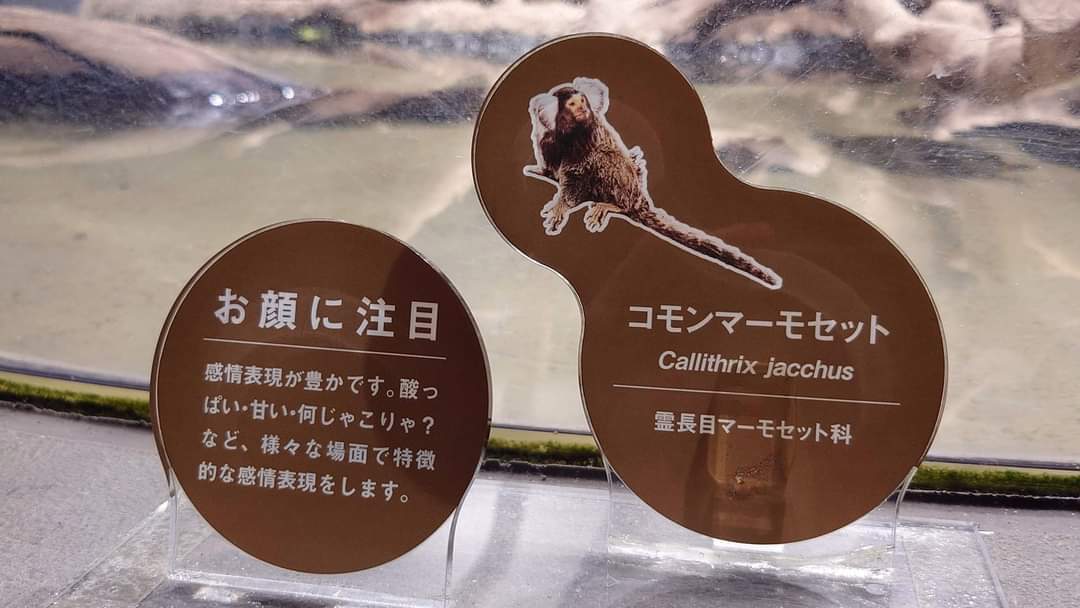 お顔に注目
感情表現が豊かです。酸っ
ぱい・甘い・何じゃこりゃ？
など、様々な場面で特徴
的な感情表現をします。
コモンマーモセット
Callithrix jacchus
霊長目マーモセット科